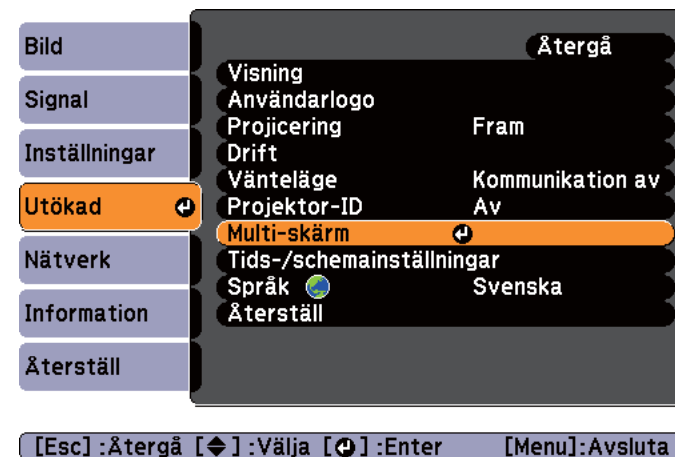 Bild
Signal
Inställningar
Utökad
Nätverk
Information
Återställ
Återgå
Visning
Användarlogo
Projicering Fram
Drift
Vänteläge Kommunikation av
Projektor-ID Av
Multi-skärm
Tids-/schemainställningar
Språk Svenska
Återställ
[Esc] :Återgå [◆] :Välja [⏎] :Enter [Menu]:Avsluta